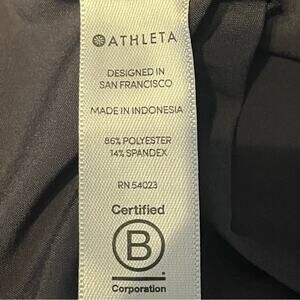 ATHLETA
DESIGNED IN
SAN FRANCISCO
MADE IN INDONESIA
86% POLYESTER
14% SPANDEX
RN 54023
Certified
B
Corporation